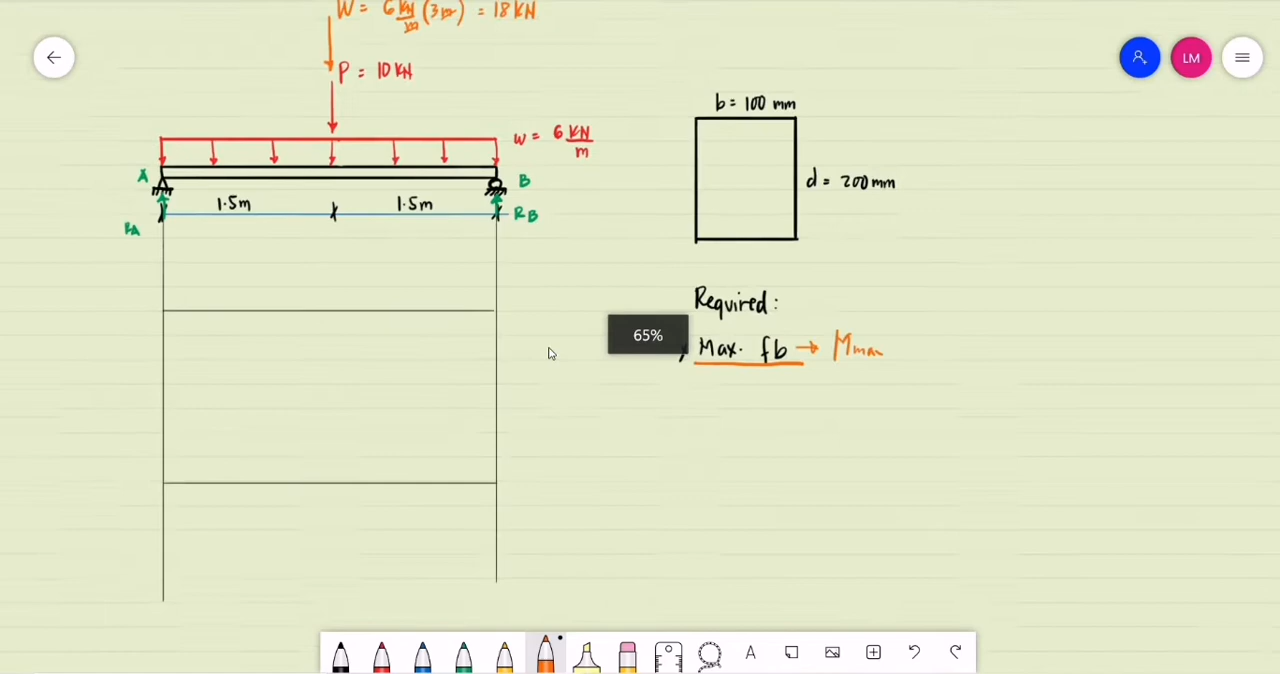 W = 6 kN/m (3m) = 18 KN
P = 10 KN
w = 6 KN/m
A
B
1.5m
1.5m
RA
RB
b = 100 mm
d = 200 mm
Required:
Max. fb → Mmax
65%
LM
A